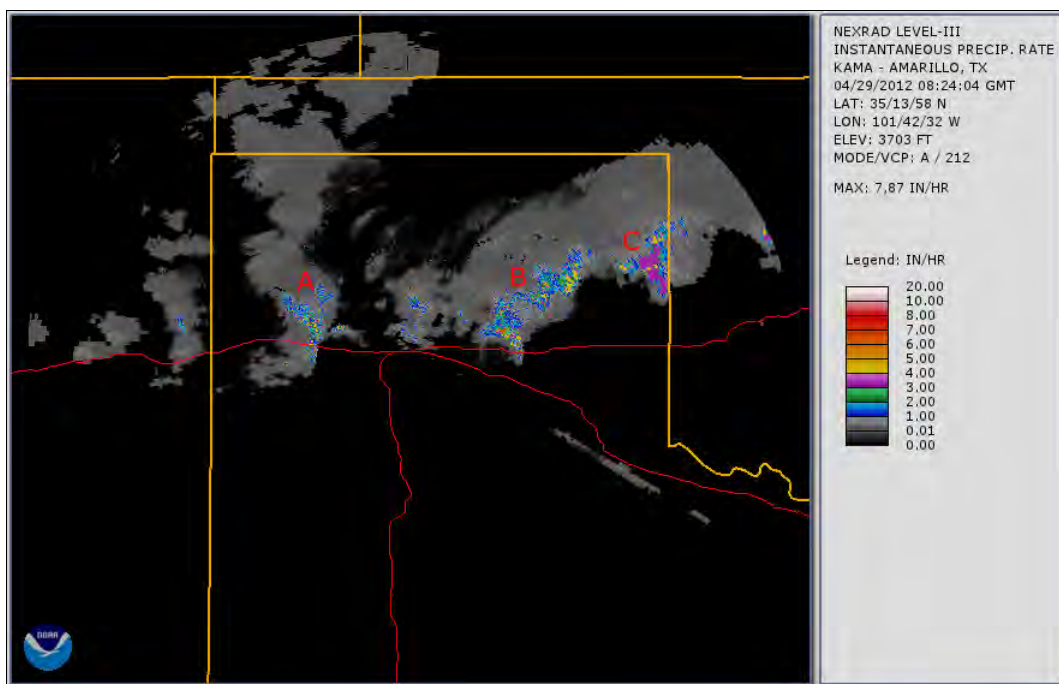 NEXRAD LEVEL-III
INSTANTANEOUS PRECIP. RATE
KAMA - AMARILLO, TX
04/29/2012 08:24:04 GMT
LAT: 35/13/58 N
LON: 101/42/32 W
ELEV: 3703 FT
MODE/VCP: A / 212
MAX: 7,87 IN/HR
Legend: IN/HR
20.00
10.00
8.00
7.00
6.00
5.00
4.00
3.00
2.00
1.00
0.01
0.00
C
B
A
NOAA